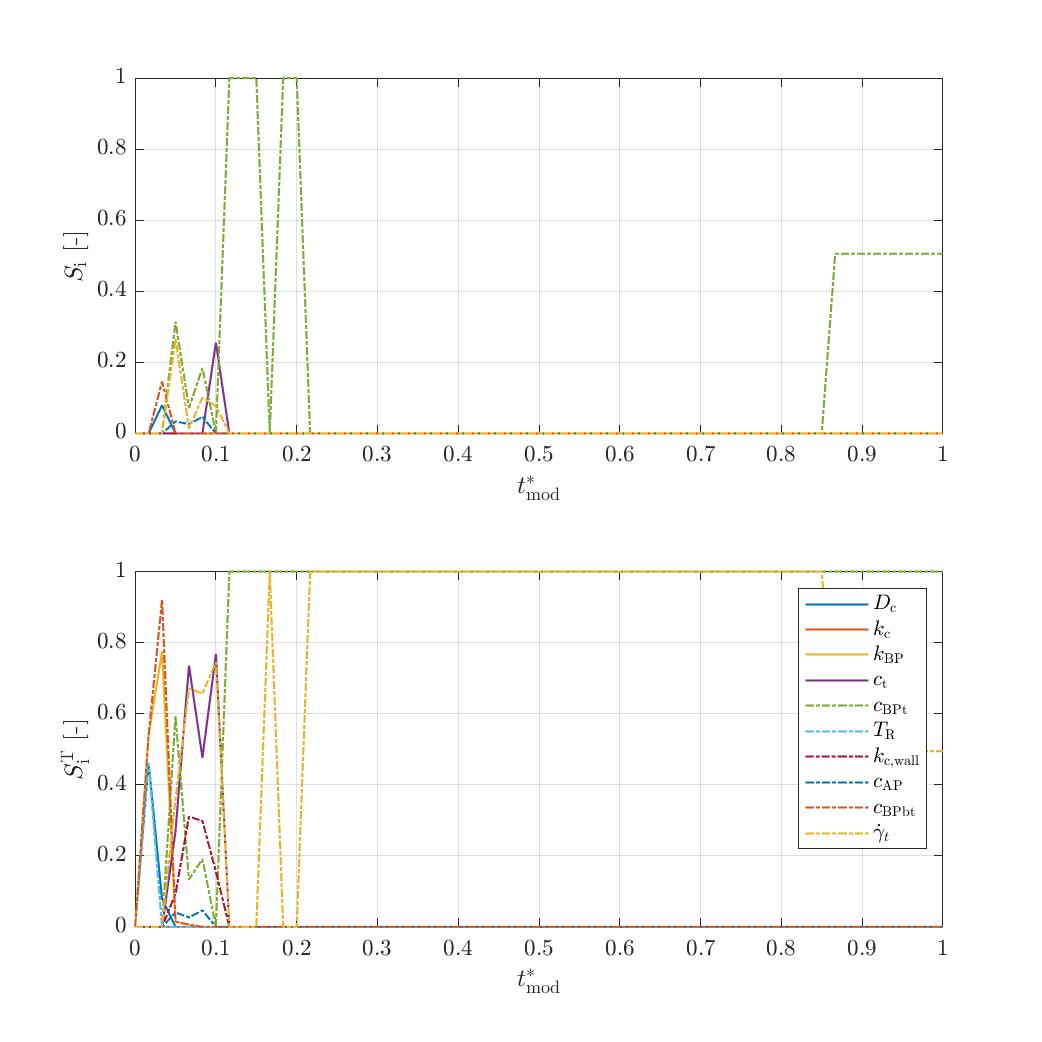 1
0.8
0.6
0.4
0.2
0
S_i [-]
0 0.1 0.2 0.3 0.4 0.5 0.6 0.7 0.8 0.9 1
t*_mod
1
0.8
0.6
0.4
0.2
0
S_i^T [-]
0 0.1 0.2 0.3 0.4 0.5 0.6 0.7 0.8 0.9 1
t*_mod
D_c
k_c
k_BP
c_t
c_BPt
T_R
k_c,wall
c_AP
c_BPbt
γ̇_t